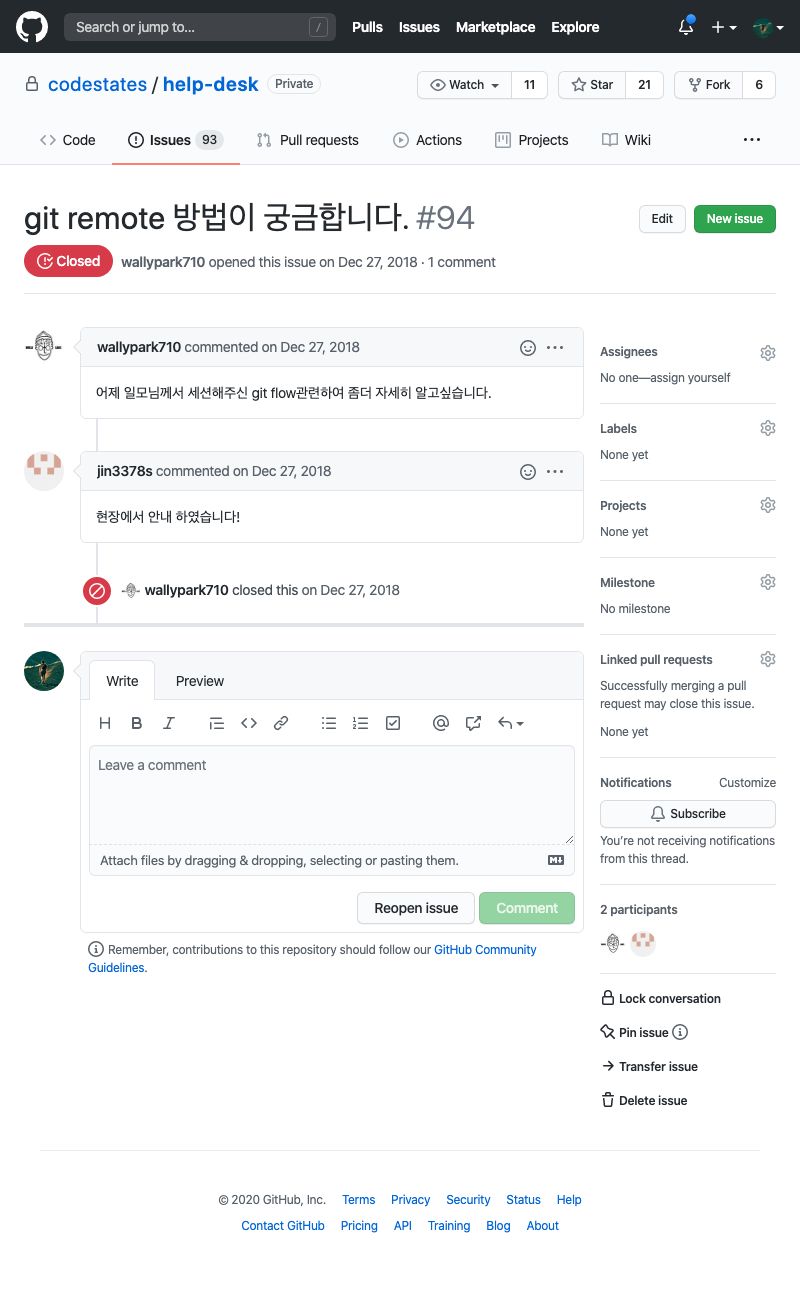 Search or jump to...
/
Pulls Issues Marketplace Explore
codestates / help-desk Private
Watch 11 Star 21 Fork 6
Code Issues 93 Pull requests Actions Projects Wiki
git remote 방법이 궁금합니다. #94
Edit New issue
Closed wallypark710 opened this issue on Dec 27, 2018 · 1 comment
wallypark710 commented on Dec 27, 2018
어제 일모님께서 세션해주신 git flow관련하여 좀더 자세히 알고싶습니다.
jin3378s commented on Dec 27, 2018
현장에서 안내 하였습니다!
wallypark710 closed this on Dec 27, 2018
Write Preview
H B I
Leave a comment
Attach files by dragging & dropping, selecting or pasting them.
Reopen issue Comment
Remember, contributions to this repository should follow our GitHub Community
Guidelines.
Assignees
No one—assign yourself
Labels
None yet
Projects
None yet
Milestone
No milestone
Linked pull requests
Successfully merging a pull
request may close this issue.
None yet
Notifications Customize
Subscribe
You're not receiving notifications
from this thread.
2 participants
Lock conversation
Pin issue
Transfer issue
Delete issue
© 2020 GitHub, Inc. Terms Privacy Security Status Help
Contact GitHub Pricing API Training Blog About